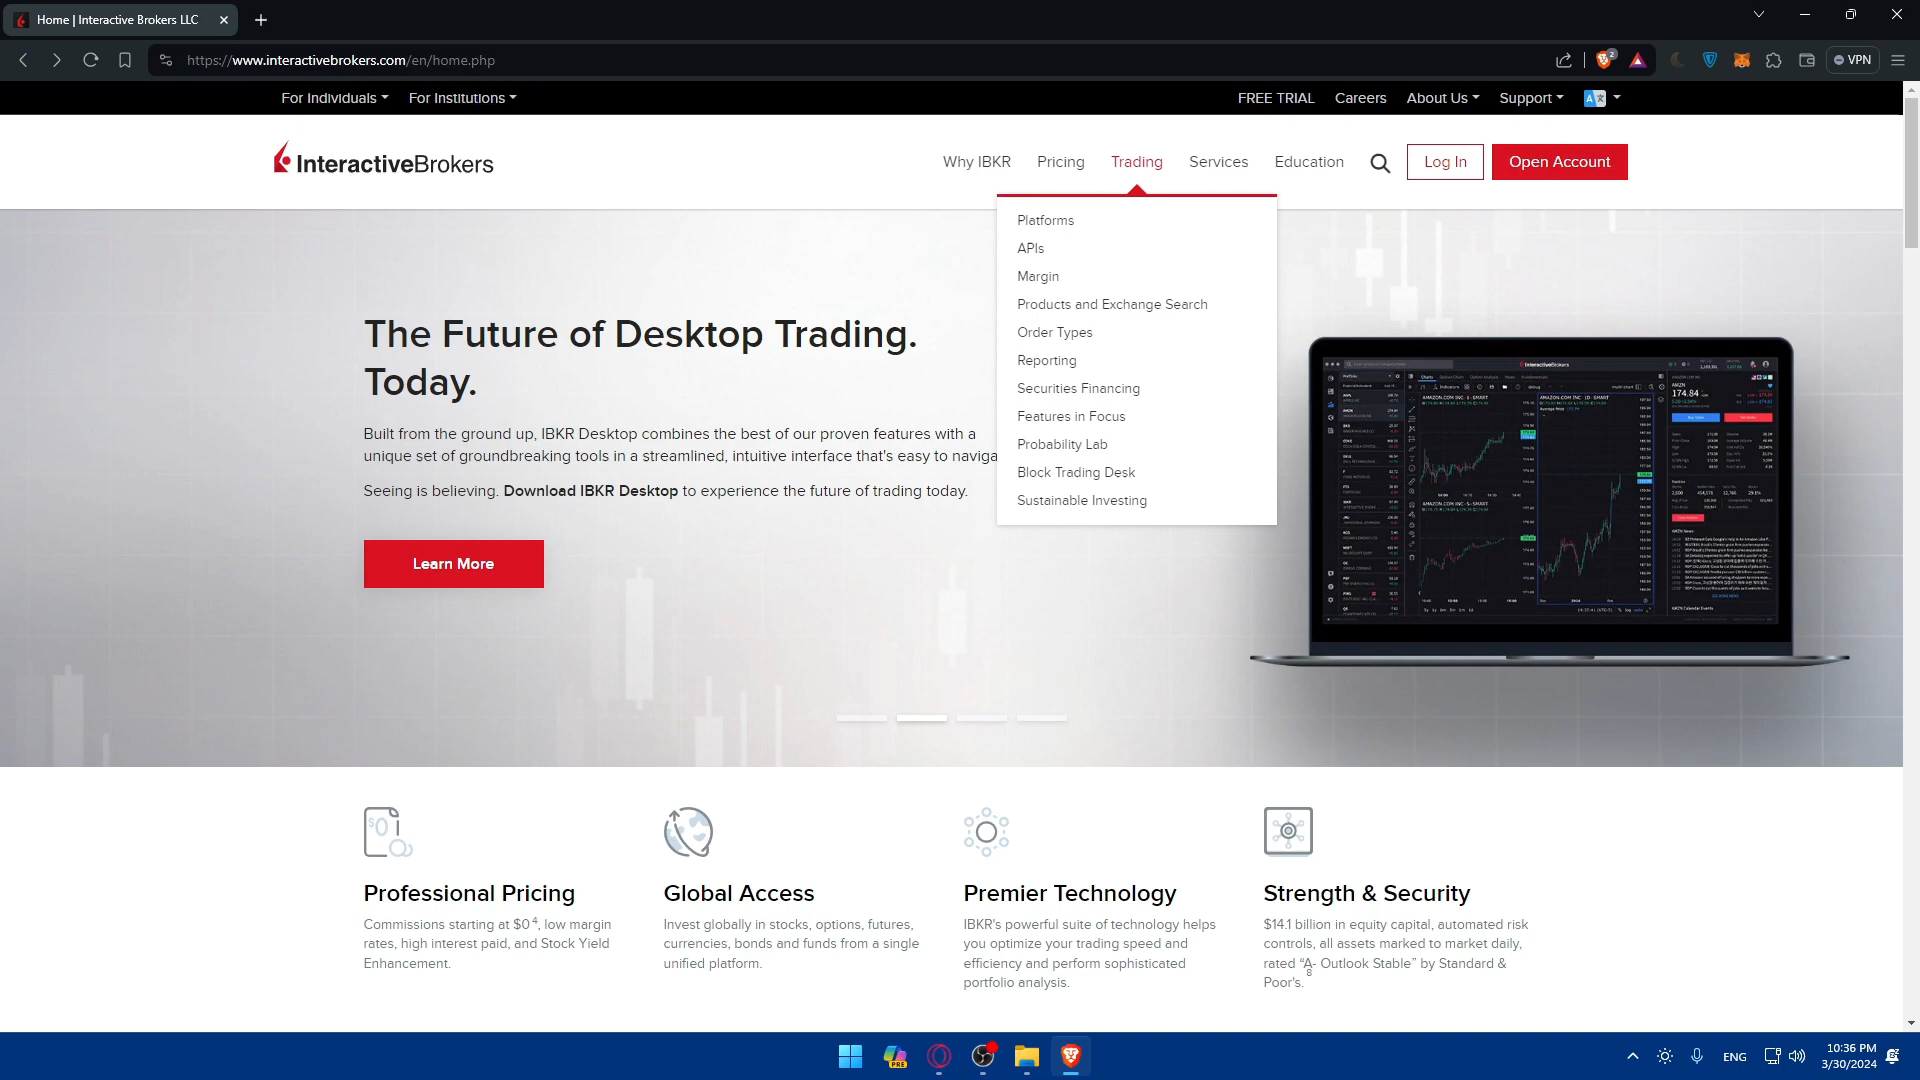 Home | Interactive Brokers LLC
https://www.interactivebrokers.com/en/home.php
2
VPN
For Individuals
For Institutions
FREE TRIAL
Careers
About Us
Support
InteractiveBrokers
Why IBKR
Pricing
Trading
Services
Education
Log In
Open Account
Platforms
APIs
Margin
Products and Exchange Search
Order Types
Reporting
Securities Financing
Features in Focus
Probability Lab
Block Trading Desk
Sustainable Investing
The Future of Desktop Trading.
Today.
Built from the ground up, IBKR Desktop combines the best of our proven features with a
unique set of groundbreaking tools in a streamlined, intuitive interface that's easy to naviga
Seeing is believing. Download IBKR Desktop to experience the future of trading today.
Learn More
InteractiveBrokers
174.84
Professional Pricing
Commissions starting at $0 4, low margin
rates, high interest paid, and Stock Yield
Enhancement.
Global Access
Invest globally in stocks, options, futures,
currencies, bonds and funds from a single
unified platform.
Premier Technology
IBKR's powerful suite of technology helps
you optimize your trading speed and
efficiency and perform sophisticated
portfolio analysis.
Strength & Security
$14.1 billion in equity capital, automated risk
controls, all assets marked to market daily,
rated “A- Outlook Stable” by Standard &
Poor's.
PRE
ENG
10:36 PM
3/30/2024